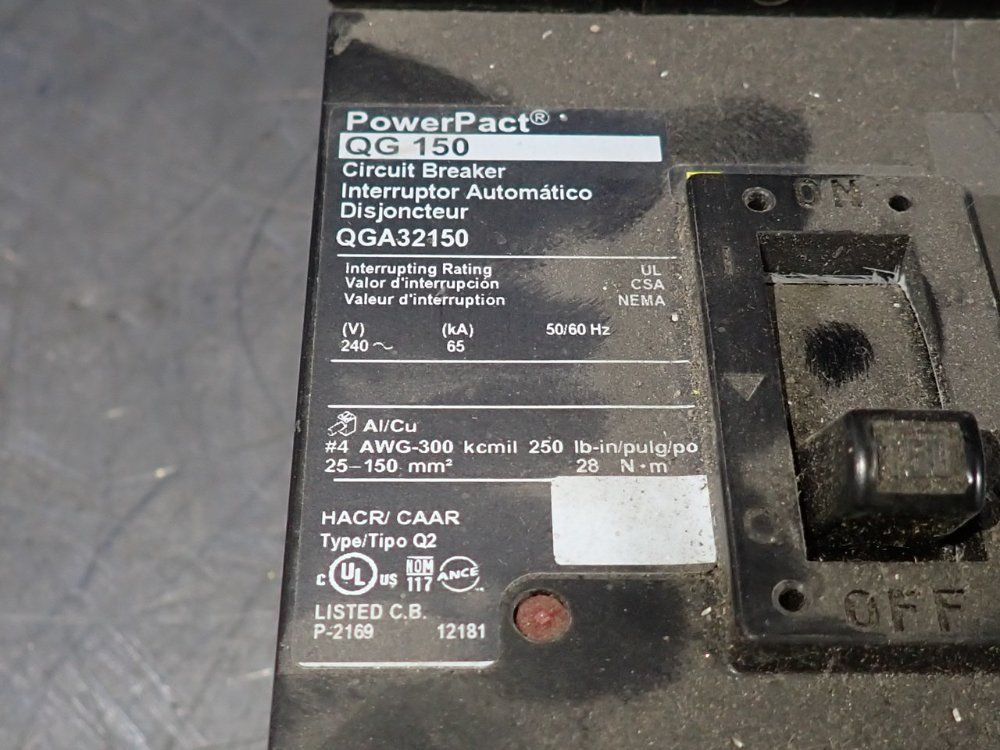 PowerPact®
QG 150
Circuit Breaker
Interruptor Automático
Disjoncteur
QGA32150
Interrupting Rating UL
Valor d'interrupción CSA
Valeur d'interruption NEMA
(V) (kA) 50/60 Hz
240 ~ 65
Al/Cu
#4 AWG-300 kcmil 250 lb-in/pulg/po
25-150 mm² 28 N·m
HACR/ CAAR
Type/Tipo Q2
c UL us NOM 117 ANCE
LISTED C.B.
P-2169 12181
ON
I
O
OFF